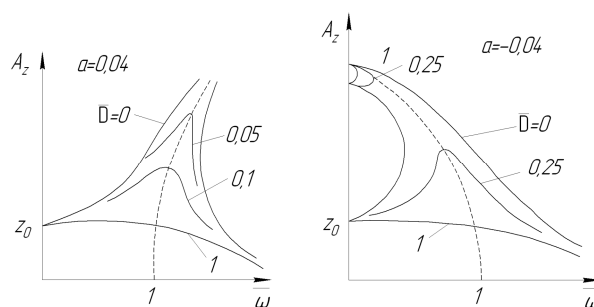 A_z
a=0,04
D̅=0
0,05
0,1
1
z_0
1
ω̅
A_z
1
0,25
a=-0,04
D̅=0
0,25
1
z_0
1
ω̅